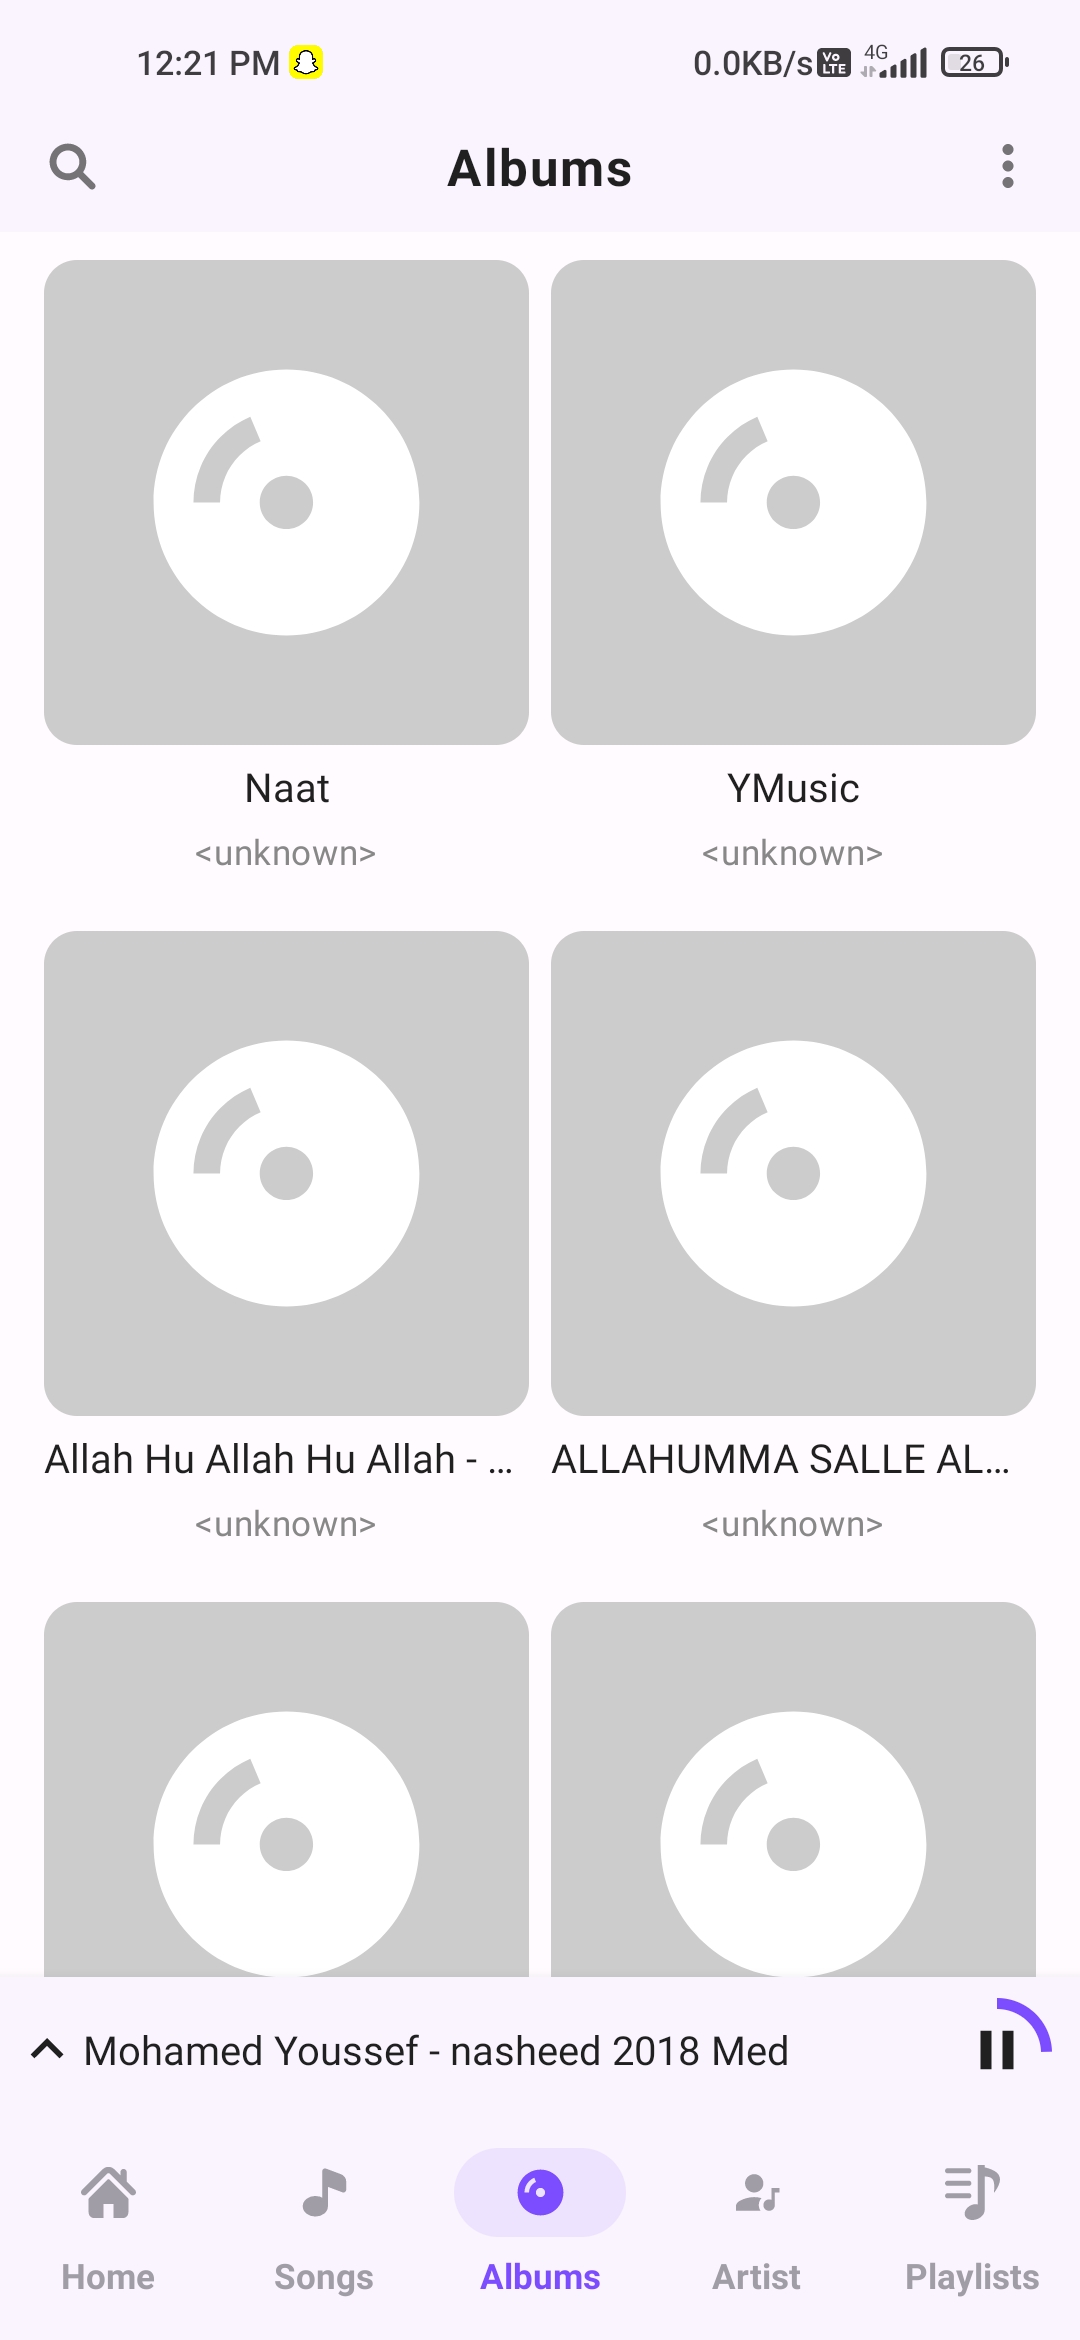 12:21 PM 0.0KB/s Vo LTE 4G 26
Albums
Naat YMusic
<unknown> <unknown>
Allah Hu Allah Hu Allah - ... ALLAHUMMA SALLE AL...
<unknown> <unknown>
Mohamed Youssef - nasheed 2018 Med
Home Songs Albums Artist Playlists